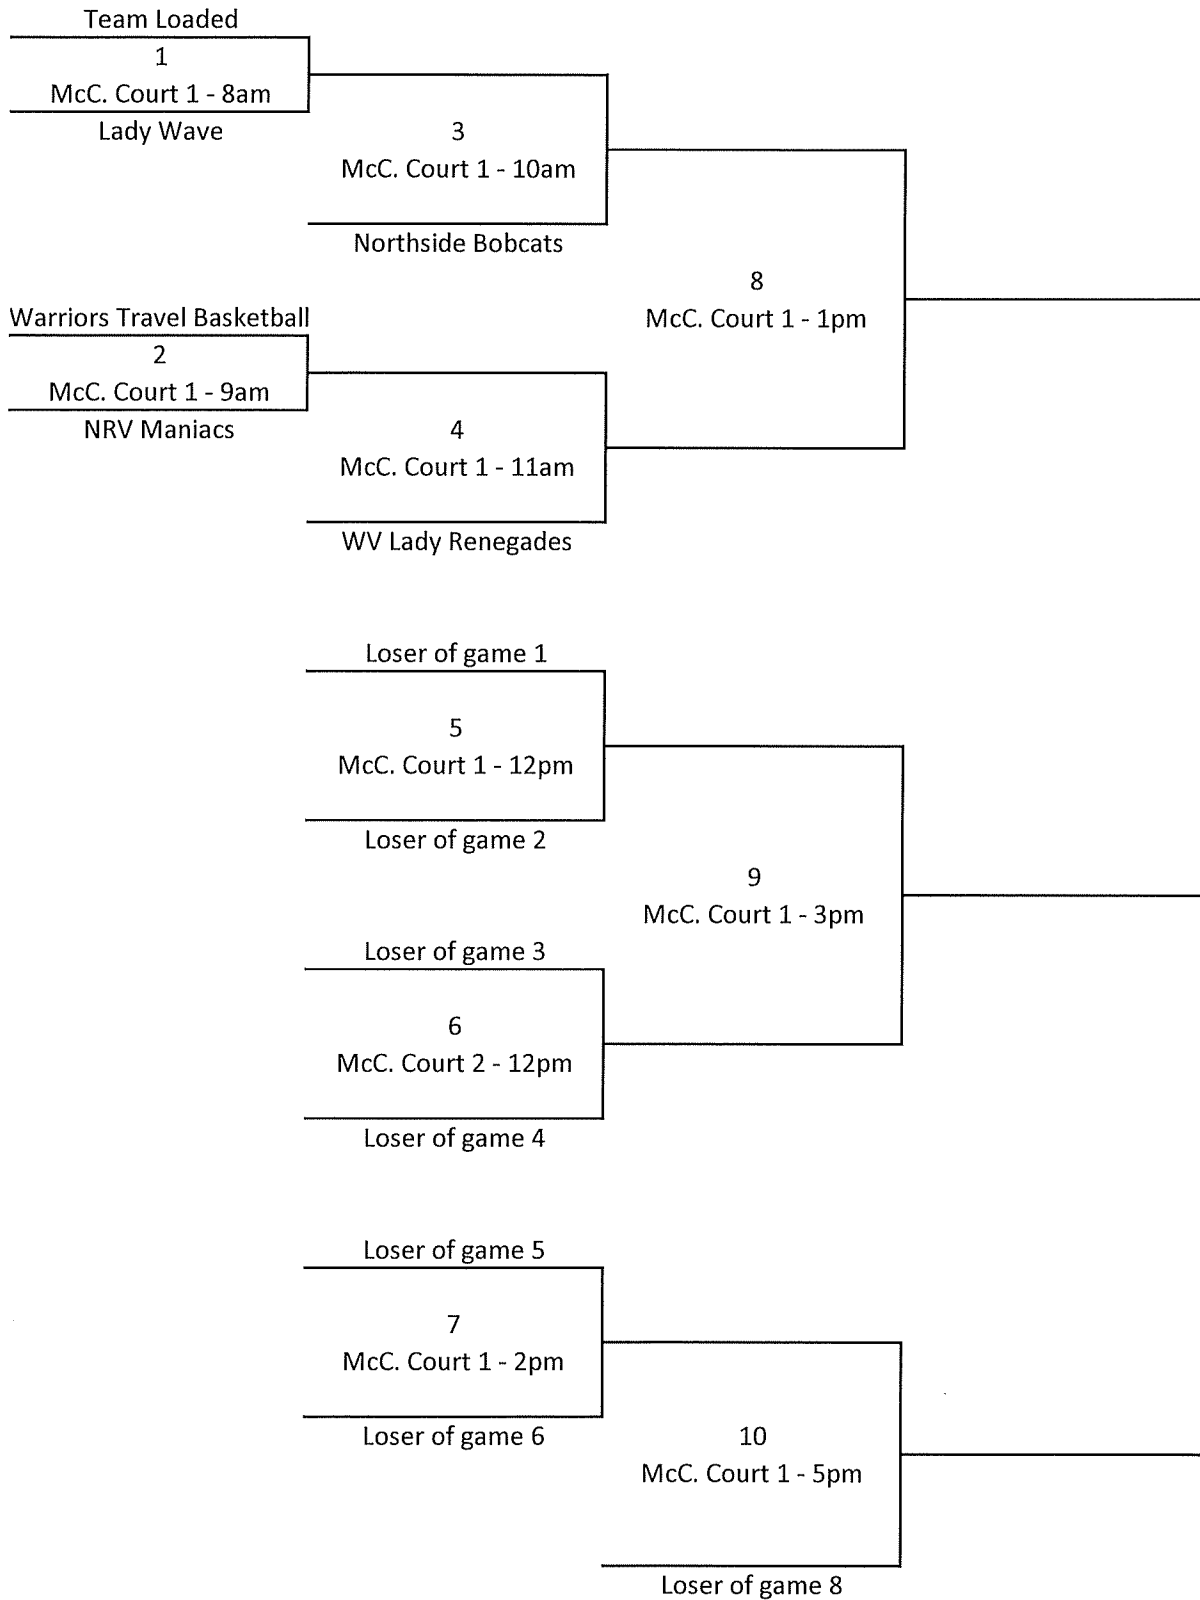 Team Loaded
1
McC. Court 1 - 8am
Lady Wave
3
McC. Court 1 - 10am
Northside Bobcats
8
McC. Court 1 - 1pm
Warriors Travel Basketball
2
McC. Court 1 - 9am
NRV Maniacs
4
McC. Court 1 - 11am
WV Lady Renegades
Loser of game 1
5
McC. Court 1 - 12pm
Loser of game 2
9
McC. Court 1 - 3pm
Loser of game 3
6
McC. Court 2 - 12pm
Loser of game 4
Loser of game 5
7
McC. Court 1 - 2pm
Loser of game 6
10
McC. Court 1 - 5pm
Loser of game 8